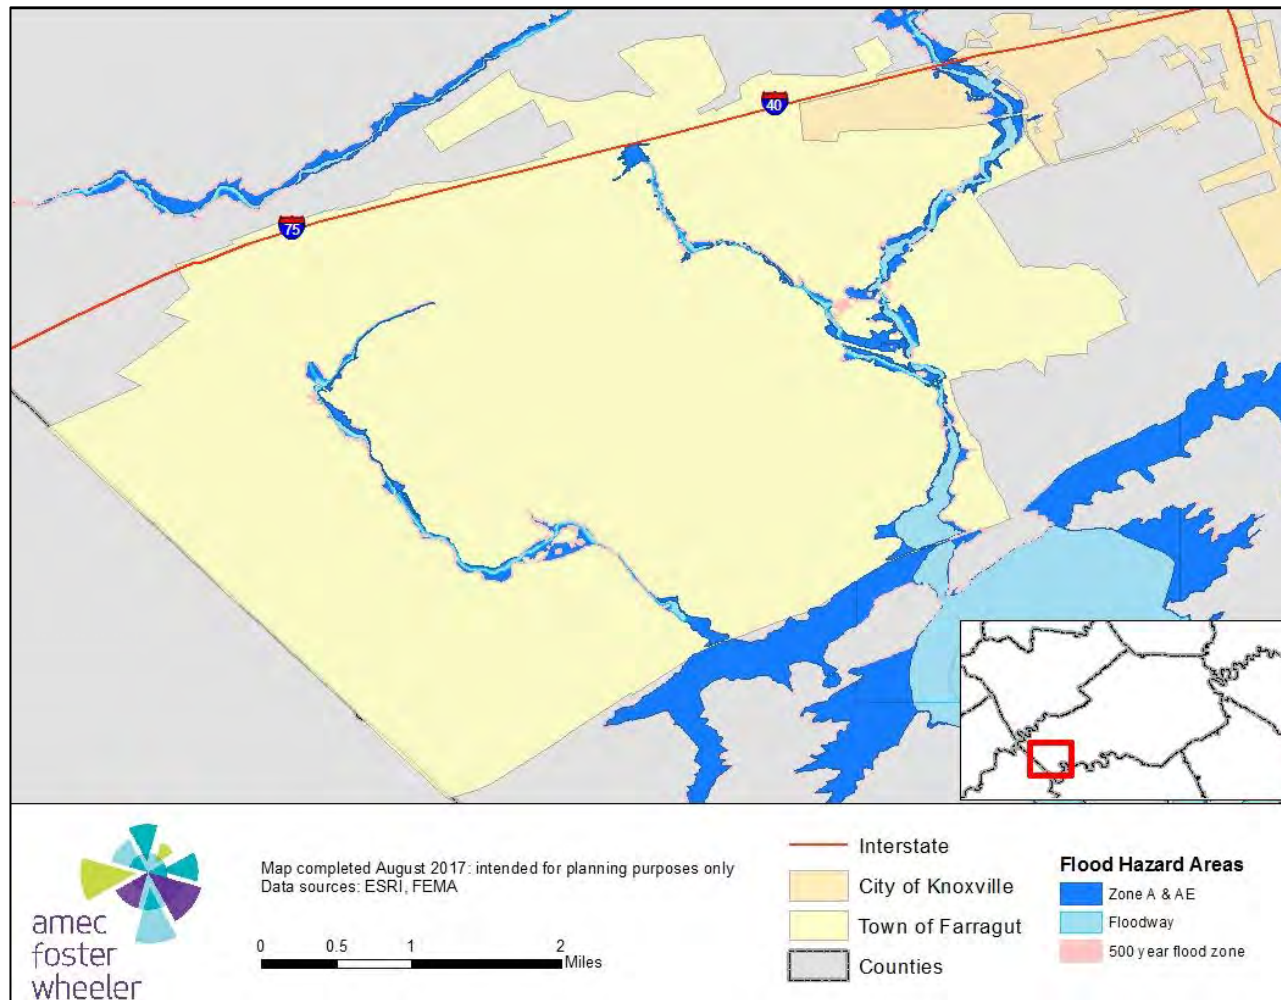 40
75
amec
foster
wheeler
Map completed August 2017: intended for planning purposes only
Data sources: ESRI, FEMA
0 0.5 1 2
Miles
Interstate
City of Knoxville
Town of Farragut
Counties
Flood Hazard Areas
Zone A & AE
Floodway
500 year flood zone